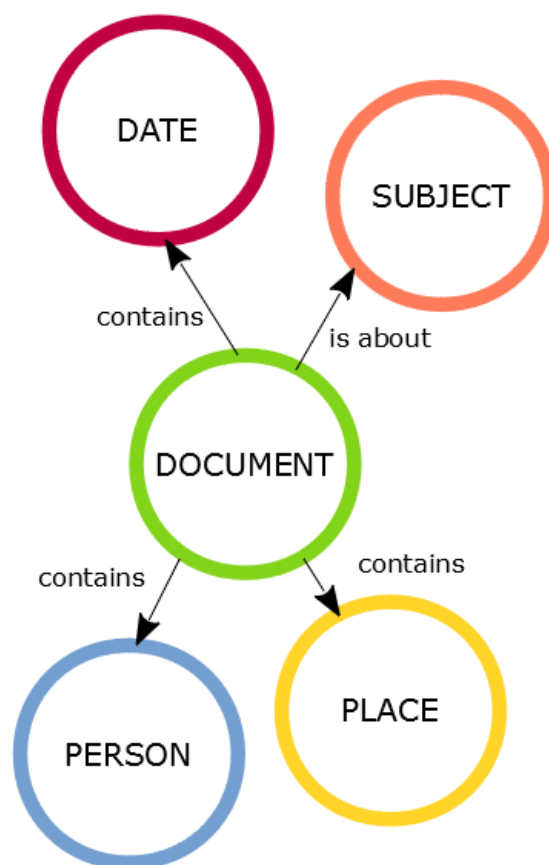 DATE
SUBJECT
contains
is about
DOCUMENT
contains
contains
PLACE
PERSON